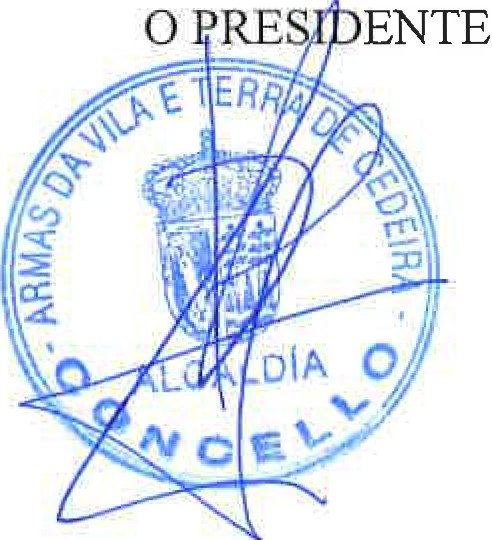 O PRESIDENTE
- ARMAS DA VILA E TERRA DE CEDEIRA -
ALCALDÍA
CONCELLO